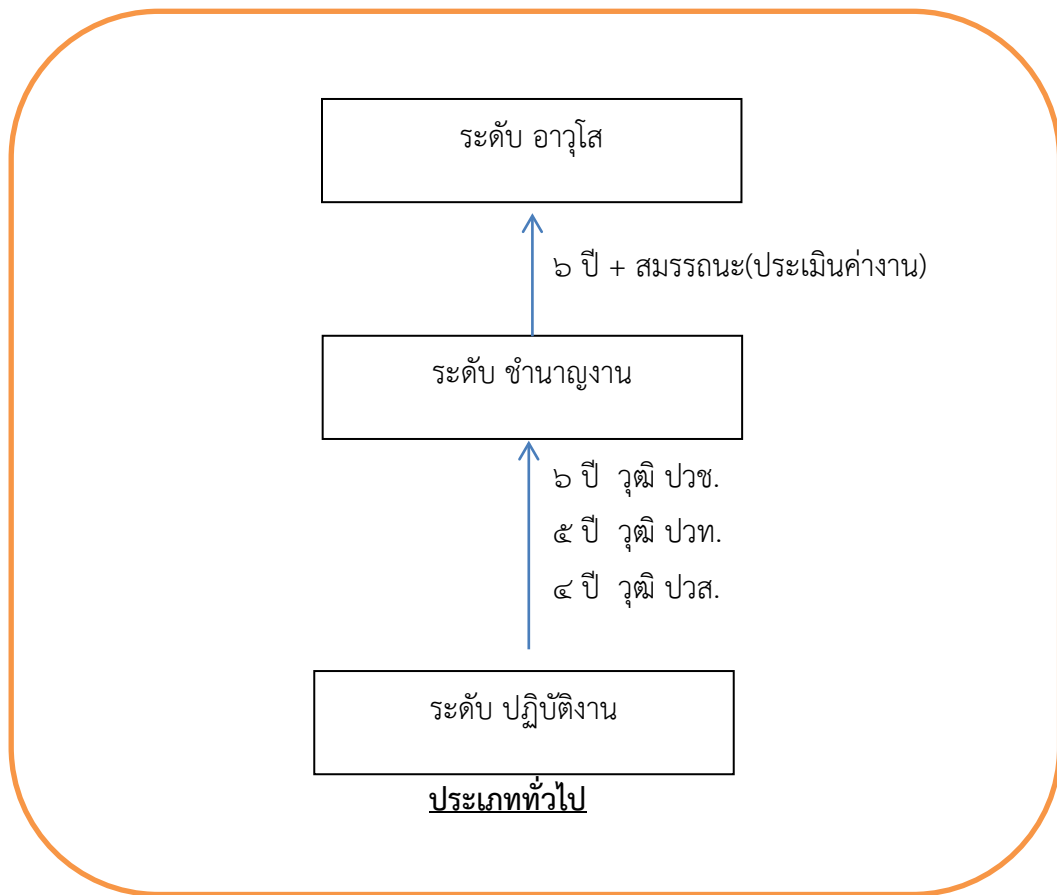 ระดับ อาวุโส
๖ ปี + สมรรถนะ(ประเมินค่างาน)
ระดับ ชำนาญงาน
๖ ปี วุฒิ ปวช.
๕ ปี วุฒิ ปวท.
๔ ปี วุฒิ ปวส.
ระดับ ปฏิบัติงาน
ประเภททั่วไป